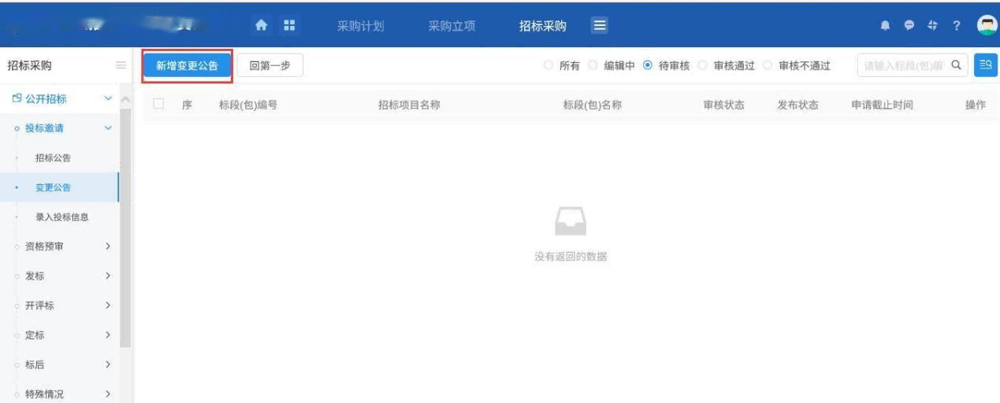 采购计划 采购立项 招标采购 ?
招标采购 新增变更公告 回第一步 所有 编辑中 待审核 审核通过 审核不通过 请输入标段(包)编
公开招标 序 标段(包)编号 招标项目名称 标段(包)名称 审核状态 发布状态 申请截止时间 操作
投标邀请
招标公告
变更公告
录入投标信息
资格预审
没有返回的数据
发标
开评标
定标
标后
特殊情况